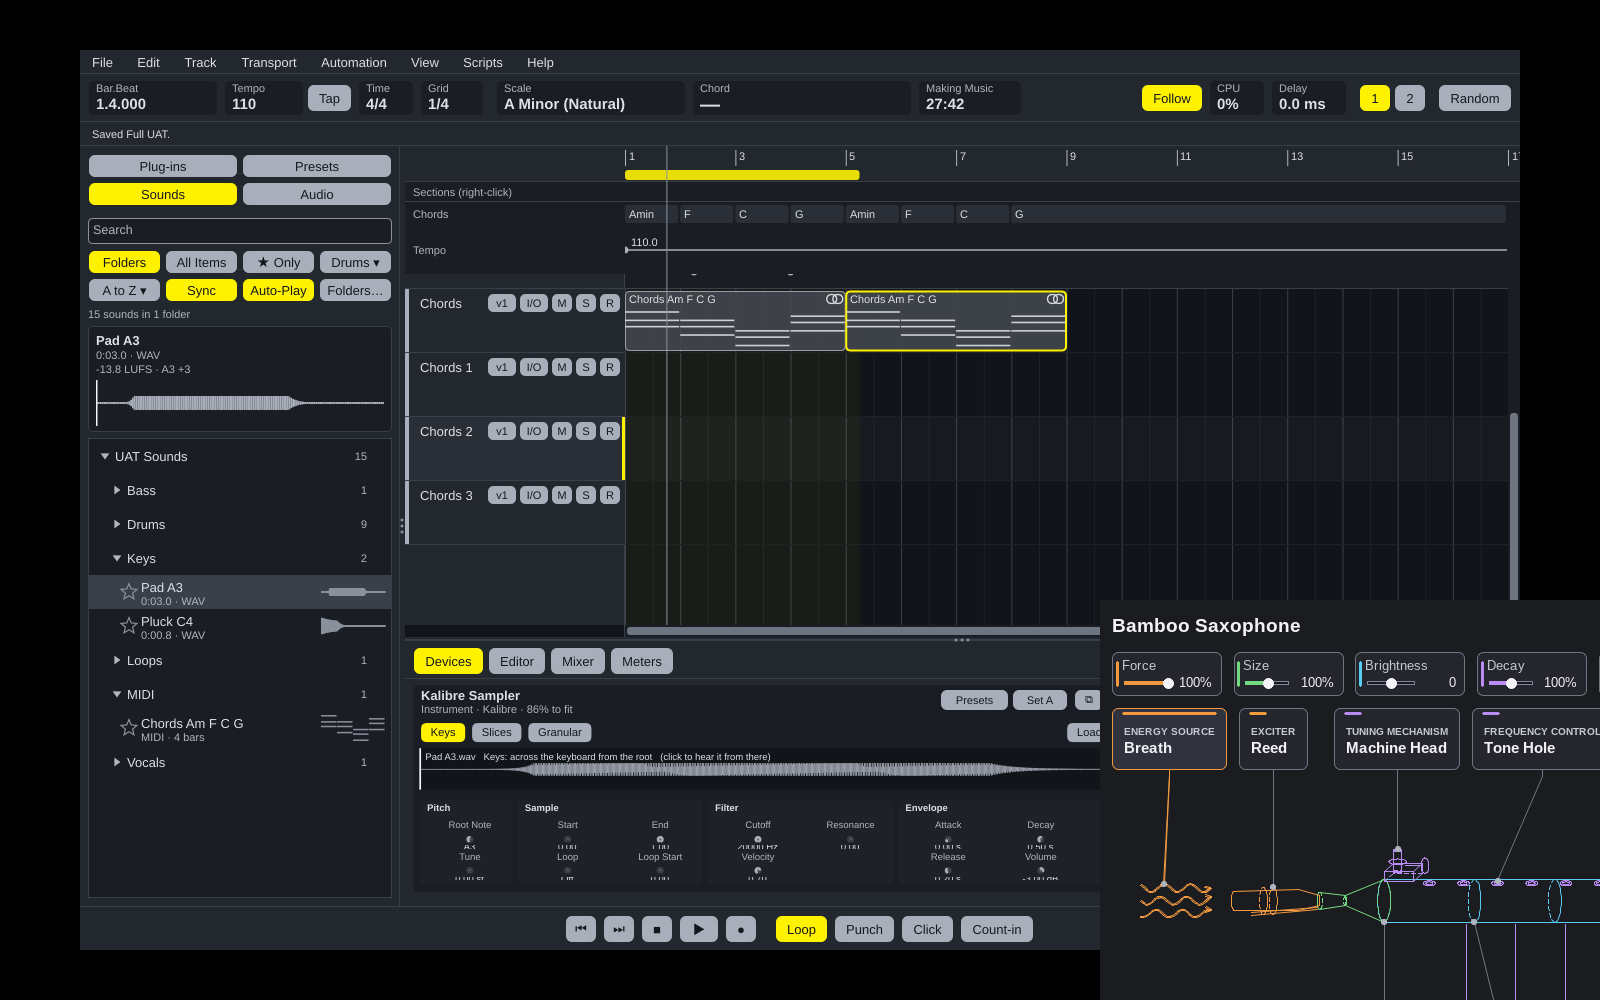 File Edit Track Transport Automation View Scripts Help
Bar.Beat Tempo Time Grid Scale Chord Making Music CPU Delay
1.4.000 110 Tap 4/4 1/4 A Minor (Natural) — 27:42 Follow 0% 0.0 ms 1 2 Random
Saved Full UAT.
Plug-ins Presets
Sounds Audio
Search
Folders All Items ★ Only Drums ▾
A to Z ▾ Sync Auto-Play Folders…
15 sounds in 1 folder
Pad A3
0:03.0 · WAV
-13.8 LUFS · A3 +3
UAT Sounds 15
Bass 1
Drums 9
Keys 2
Pad A3
0:03.0 · WAV
Pluck C4
0:00.8 · WAV
Loops 1
MIDI 1
Chords Am F C G
MIDI · 4 bars
Vocals 1
1 3 5 7 9 11 13 15
Sections (right-click)
Chords Amin F C G Amin F C G
Tempo 110.0
Chords v1 I/O M S R
Chords Am F C G Chords Am F C G
Chords 1 v1 I/O M S R
Chords 2 v1 I/O M S R
Chords 3 v1 I/O M S R
Devices Editor Mixer Meters
Kalibre Sampler
Instrument · Kalibre · 86% to fit
Presets Set A
Keys Slices Granular Load
Pad A3.wav Keys: across the keyboard from the root (click to hear it from there)
Pitch Sample Filter Envelope
Root Note Start End Cutoff Resonance Attack Decay
Tune Loop Loop Start Velocity Release Volume
Loop Punch Click Count-in
Bamboo Saxophone
Force Size Brightness Decay
100% 100% 0 100%
ENERGY SOURCE EXCITER TUNING MECHANISM FREQUENCY CONTROL
Breath Reed Machine Head Tone Hole